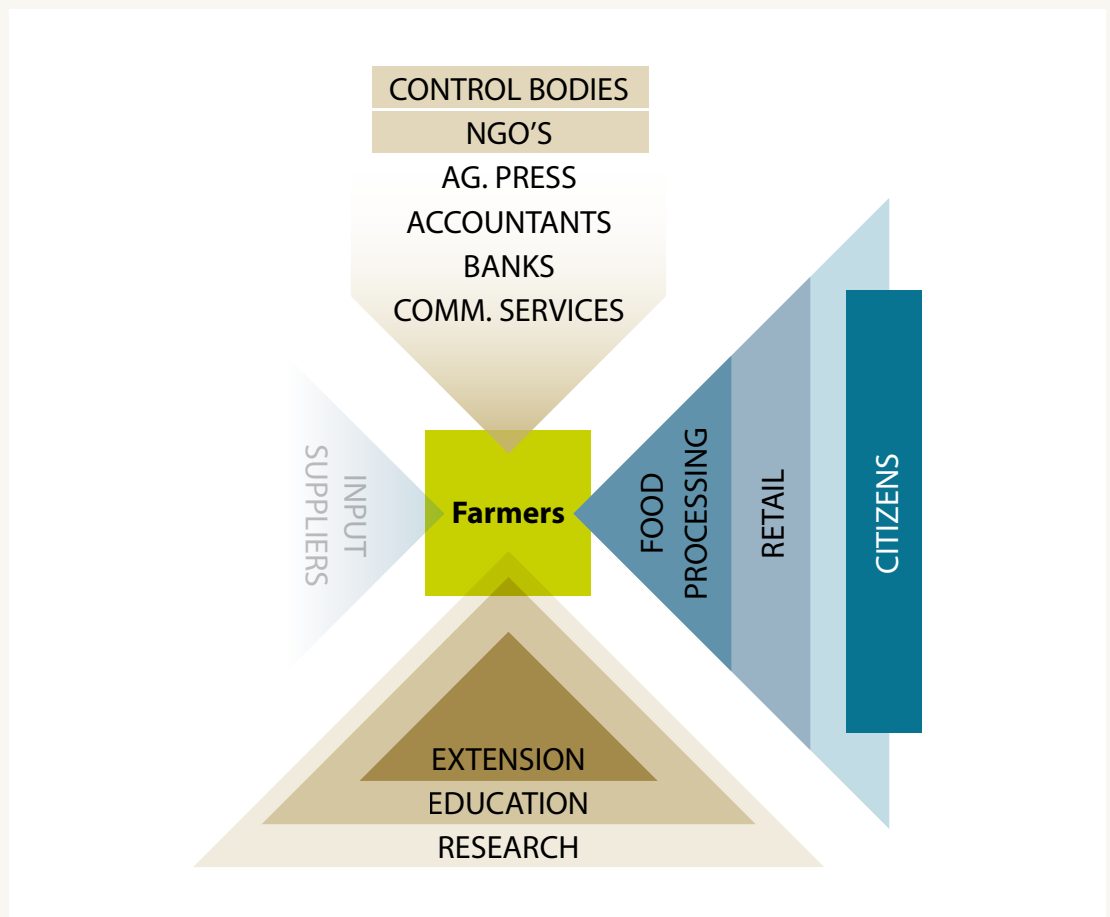 CONTROL BODIES
NGO'S
AG. PRESS
ACCOUNTANTS
BANKS
COMM. SERVICES
INPUT
SUPPLIERS
Farmers
FOOD
PROCESSING
RETAIL
CITIZENS
EXTENSION
EDUCATION
RESEARCH